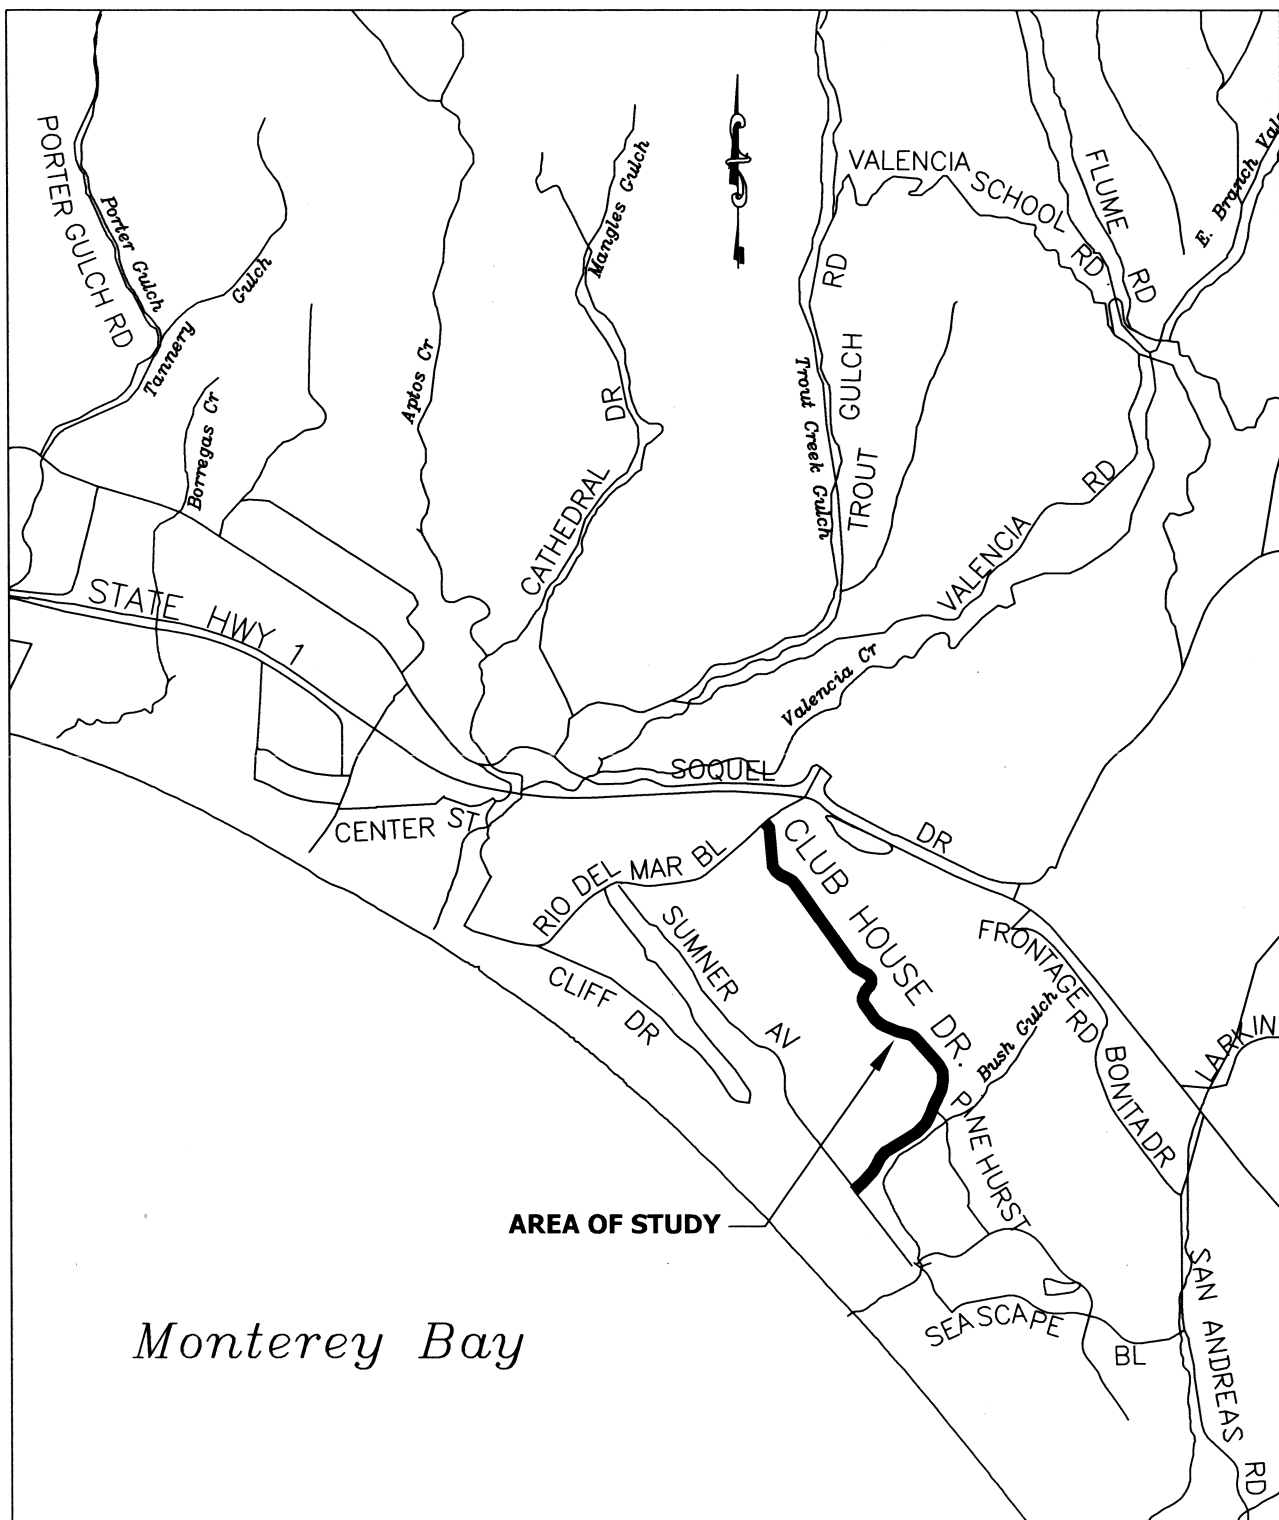 PORTER GULCH RD
Porter Gulch
Tannery Gulch
Borregas Cr
Aptos Cr
Mangles Gulch
CATHEDRAL DR
VALENCIA SCHOOL RD
FLUME RD
E. Branch Vale
TROUT GULCH RD
Trout Creek Gulch
VALENCIA RD
Valencia Cr
STATE HWY 1
SOQUEL DR
CENTER ST
RIO DEL MAR BL
CLUB HOUSE DR.
SUMNER AV
CLIFF DR
FRONTAGE RD
Bush Gulch
BONITA DR
LARKIN
PINEHURST
AREA OF STUDY
SEASCAPE BL
SAN ANDREAS RD
Monterey Bay